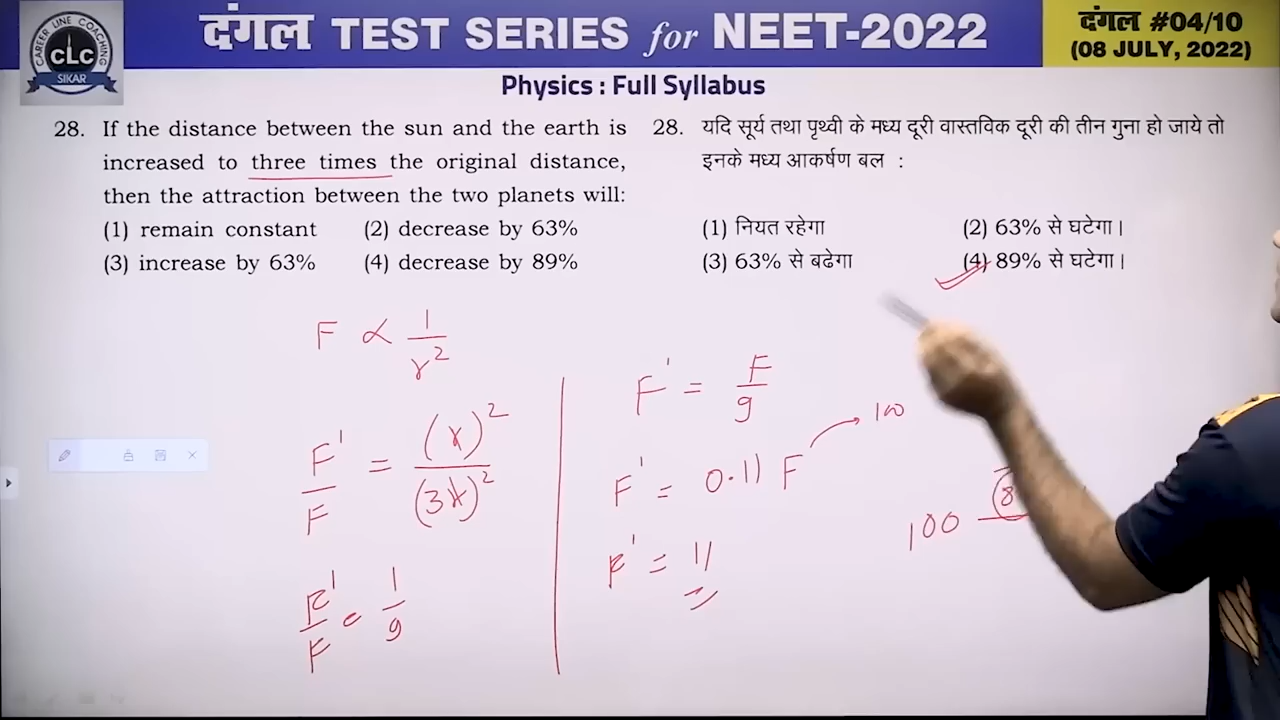 दंगल TEST SERIES for NEET-2022
दंगल #04/10
(08 JULY, 2022)
CAREER LINE COACHING
CLC
SIKAR
Physics : Full Syllabus
28. If the distance between the sun and the earth is
increased to three times the original distance,
then the attraction between the two planets will:
(1) remain constant (2) decrease by 63%
(3) increase by 63% (4) decrease by 89%
28. यदि सूर्य तथा पृथ्वी के मध्य दूरी वास्तविक दूरी की तीन गुना हो जाये तो
इनके मध्य आकर्षण बल :
(1) नियत रहेगा (2) 63% से घटेगा।
(3) 63% से बढेगा (4) 89% से घटेगा।
F ∝ 1/r²
F'/F = (r)²/(3r)²
F'/F = 1/9
F' = F/9
F' = 0.11 F → 100
F' = 11
100